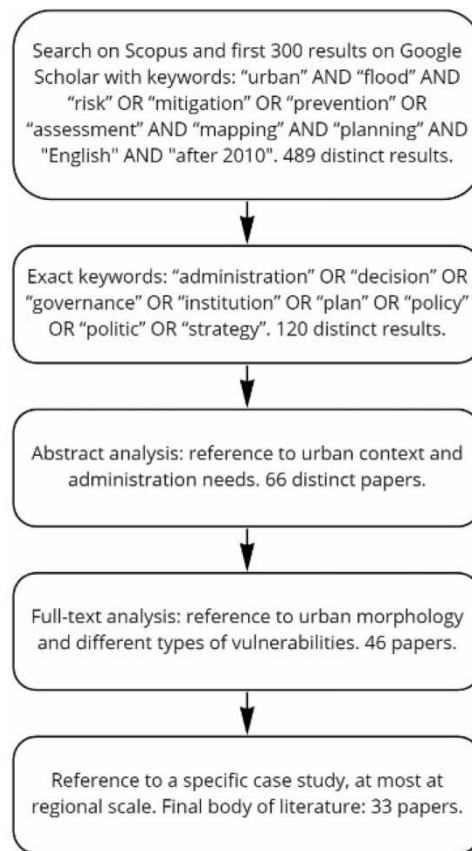 Search on Scopus and first 300 results on Google
Scholar with keywords: “urban” AND “flood” AND
“risk” OR “mitigation” OR “prevention” OR
“assessment” AND “mapping” AND “planning” AND
"English" AND "after 2010". 489 distinct results.
Exact keywords: “administration” OR “decision” OR
“governance” OR “institution” OR “plan” OR “policy”
OR “politic” OR “strategy”. 120 distinct results.
Abstract analysis: reference to urban context and
administration needs. 66 distinct papers.
Full-text analysis: reference to urban morphology
and different types of vulnerabilities. 46 papers.
Reference to a specific case study, at most at
regional scale. Final body of literature: 33 papers.